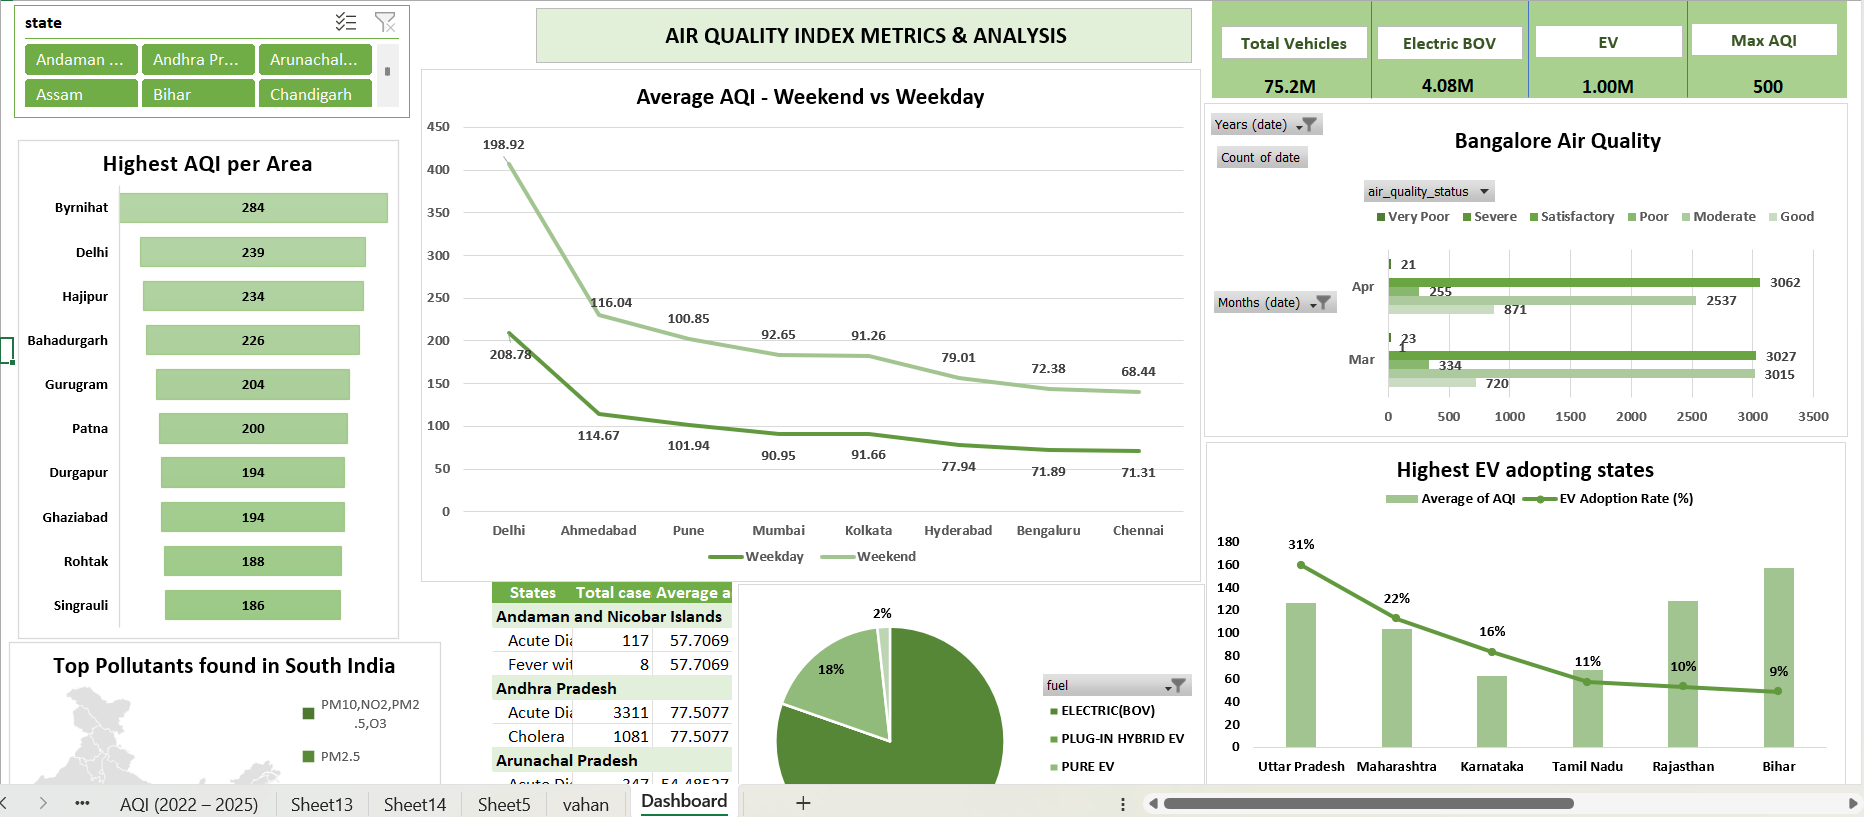 state
Andaman ...
Andhra Pr...
Arunachal...
Assam
Bihar
Chandigarh
AIR QUALITY INDEX METRICS & ANALYSIS
Total Vehicles
Electric BOV
EV
Max AQI
75.2M
4.08M
1.00M
500
Highest AQI per Area
Byrnihat 284
Delhi 239
Hajipur 234
Bahadurgarh 226
Gurugram 204
Patna 200
Durgapur 194
Ghaziabad 194
Rohtak 188
Singrauli 186
Average AQI - Weekend vs Weekday
450
400
350
300
250
200
150
100
50
0
198.92
116.04
100.85
92.65
91.26
79.01
72.38
68.44
208.78
114.67
101.94
90.95
91.66
77.94
71.89
71.31
Delhi Ahmedabad Pune Mumbai Kolkata Hyderabad Bengaluru Chennai
Weekday Weekend
Years (date)
Count of date
Bangalore Air Quality
air_quality_status
Very Poor Severe Satisfactory Poor Moderate Good
Months (date)
Apr
21
3062
255
2537
871
Mar
23
1
3027
334
3015
720
0 500 1000 1500 2000 2500 3000 3500
Highest EV adopting states
Average of AQI EV Adoption Rate (%)
180
160
140
120
100
80
60
40
20
0
31%
22%
16%
11%
10%
9%
Uttar Pradesh Maharashtra Karnataka Tamil Nadu Rajasthan Bihar
Top Pollutants found in South India
PM10,NO2,PM2
.5,O3
PM2.5
States Total case Average a
Andaman and Nicobar Islands
Acute Dia 117 57.7069
Fever wit 8 57.7069
Andhra Pradesh
Acute Dia 3311 77.5077
Cholera 1081 77.5077
Arunachal Pradesh
Acute Dia 347 54.48527
2%
18%
fuel
ELECTRIC(BOV)
PLUG-IN HYBRID EV
PURE EV
AQI (2022 – 2025) Sheet13 Sheet14 Sheet5 vahan Dashboard